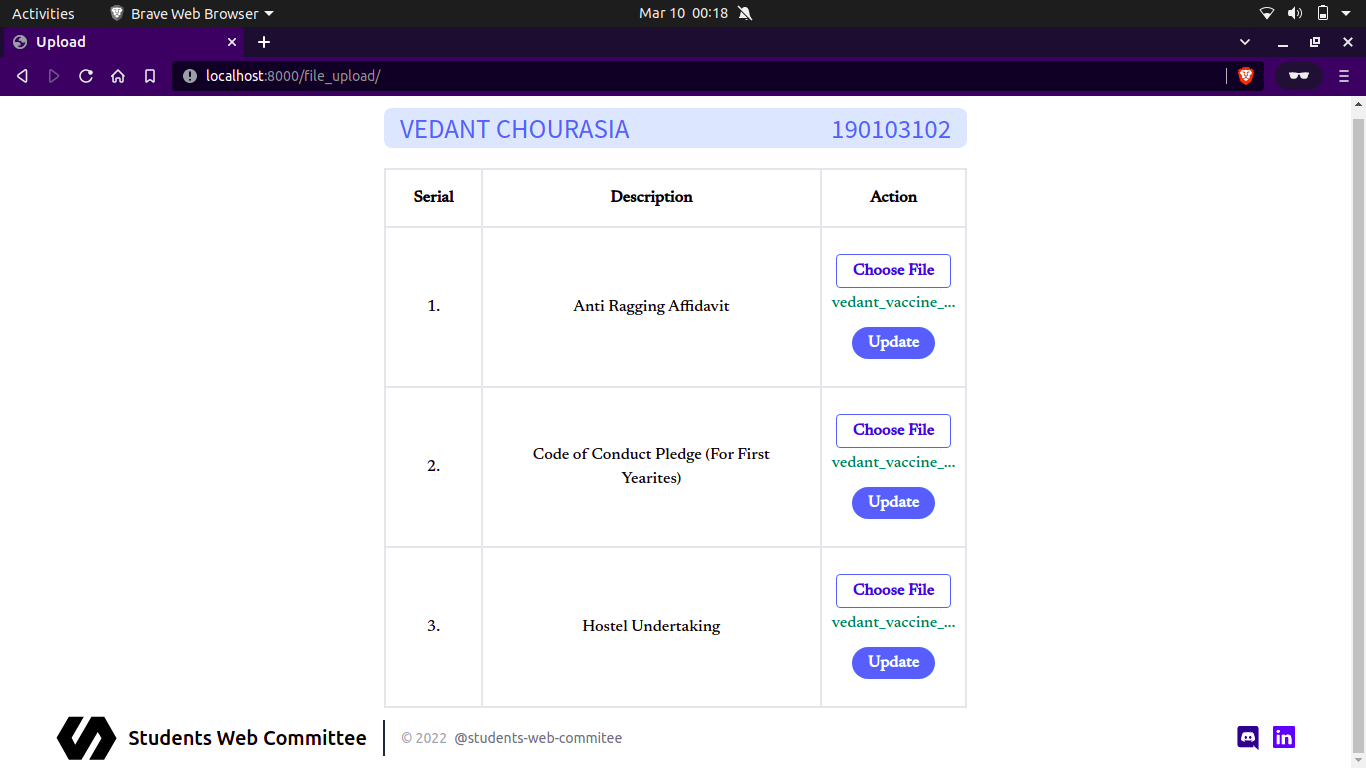 Activities Brave Web Browser Mar 10 00:18
Upload
localhost:8000/file_upload/
VEDANT CHOURASIA 190103102
Serial Description Action
Choose File
1. Anti Ragging Affidavit vedant_vaccine_...
Update
Choose File
2. Code of Conduct Pledge (For First vedant_vaccine_...
Yearites)
Update
Choose File
3. Hostel Undertaking vedant_vaccine_...
Update
Students Web Committee © 2022 @students-web-commitee
in